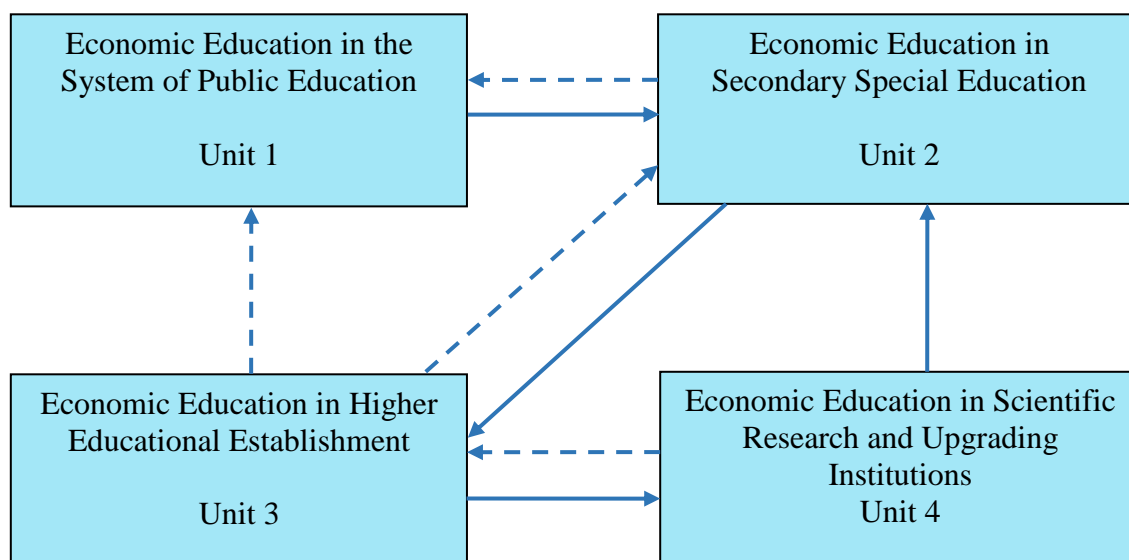 Economic Education in the
System of Public Education
Unit 1
Economic Education in
Secondary Special Education
Unit 2
Economic Education in Higher
Educational Establishment
Unit 3
Economic Education in Scientific
Research and Upgrading
Institutions
Unit 4